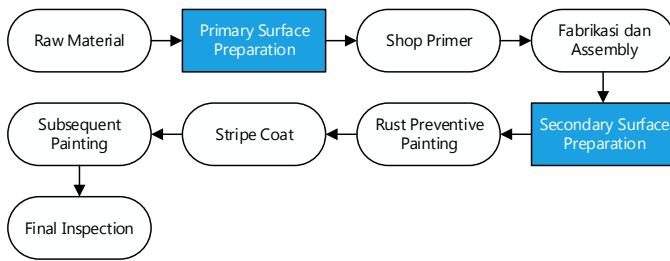 Raw Material
Primary Surface
Preparation
Shop Primer
Fabrikasi dan
Assembly
Secondary Surface
Preparation
Rust Preventive
Painting
Stripe Coat
Subsequent
Painting
Final Inspection